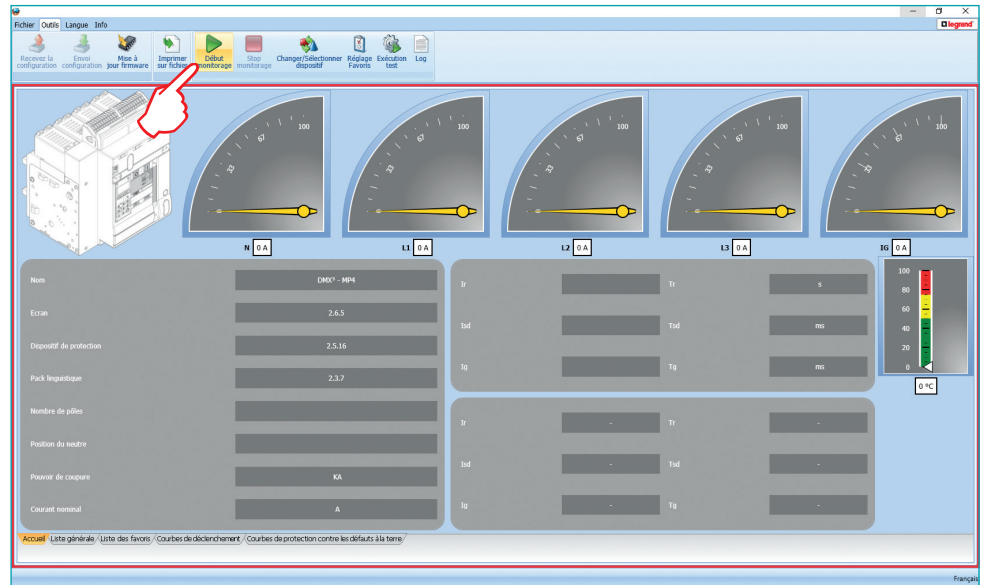 Fichier Outils Langue Info
legrand
Recevez la configuration
Envoi configuration
Mise à jour firmware
Imprimer sur fichier
Début monitorage
Stop monitorage
Changer/Sélectionner dispositif
Réglage Favoris
Exécution test
Log
33 67 100
33 67 100
33 67 100
33 67 100
33 67 100
N 0 A
L1 0 A
L2 0 A
L3 0 A
IG 0 A
Nom DMX³ - MP4
Ecran 2.6.5
Dispositif de protection 2.5.16
Pack linguistique 2.3.7
Nombre de pôles
Position du neutre
Pouvoir de coupure KA
Courant nominal A
Ir Tr s
Isd Tsd ms
Ig Tg ms
Ir - Tr -
Isd - Tsd -
Ig - Tg -
100
80
60
40
20
0
0 °C
Accueil Liste générale Liste des favoris Courbes de déclenchement Courbes de protection contre les défauts à la terre
Français